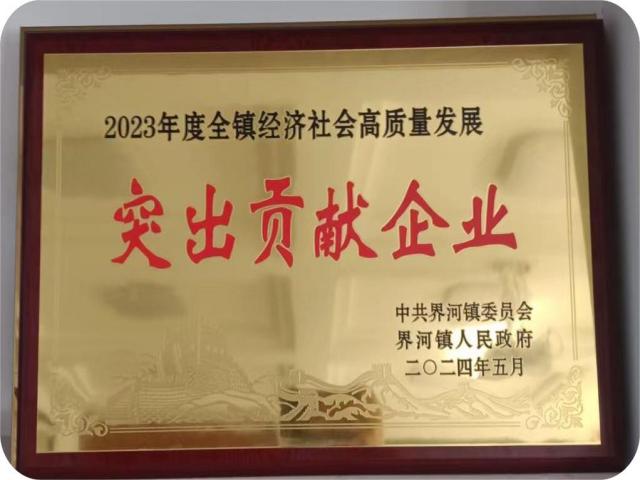 2023年度全镇经济社会高质量发展
突出贡献企业
中共界河镇委员会
界河镇人民政府
二〇二四年五月